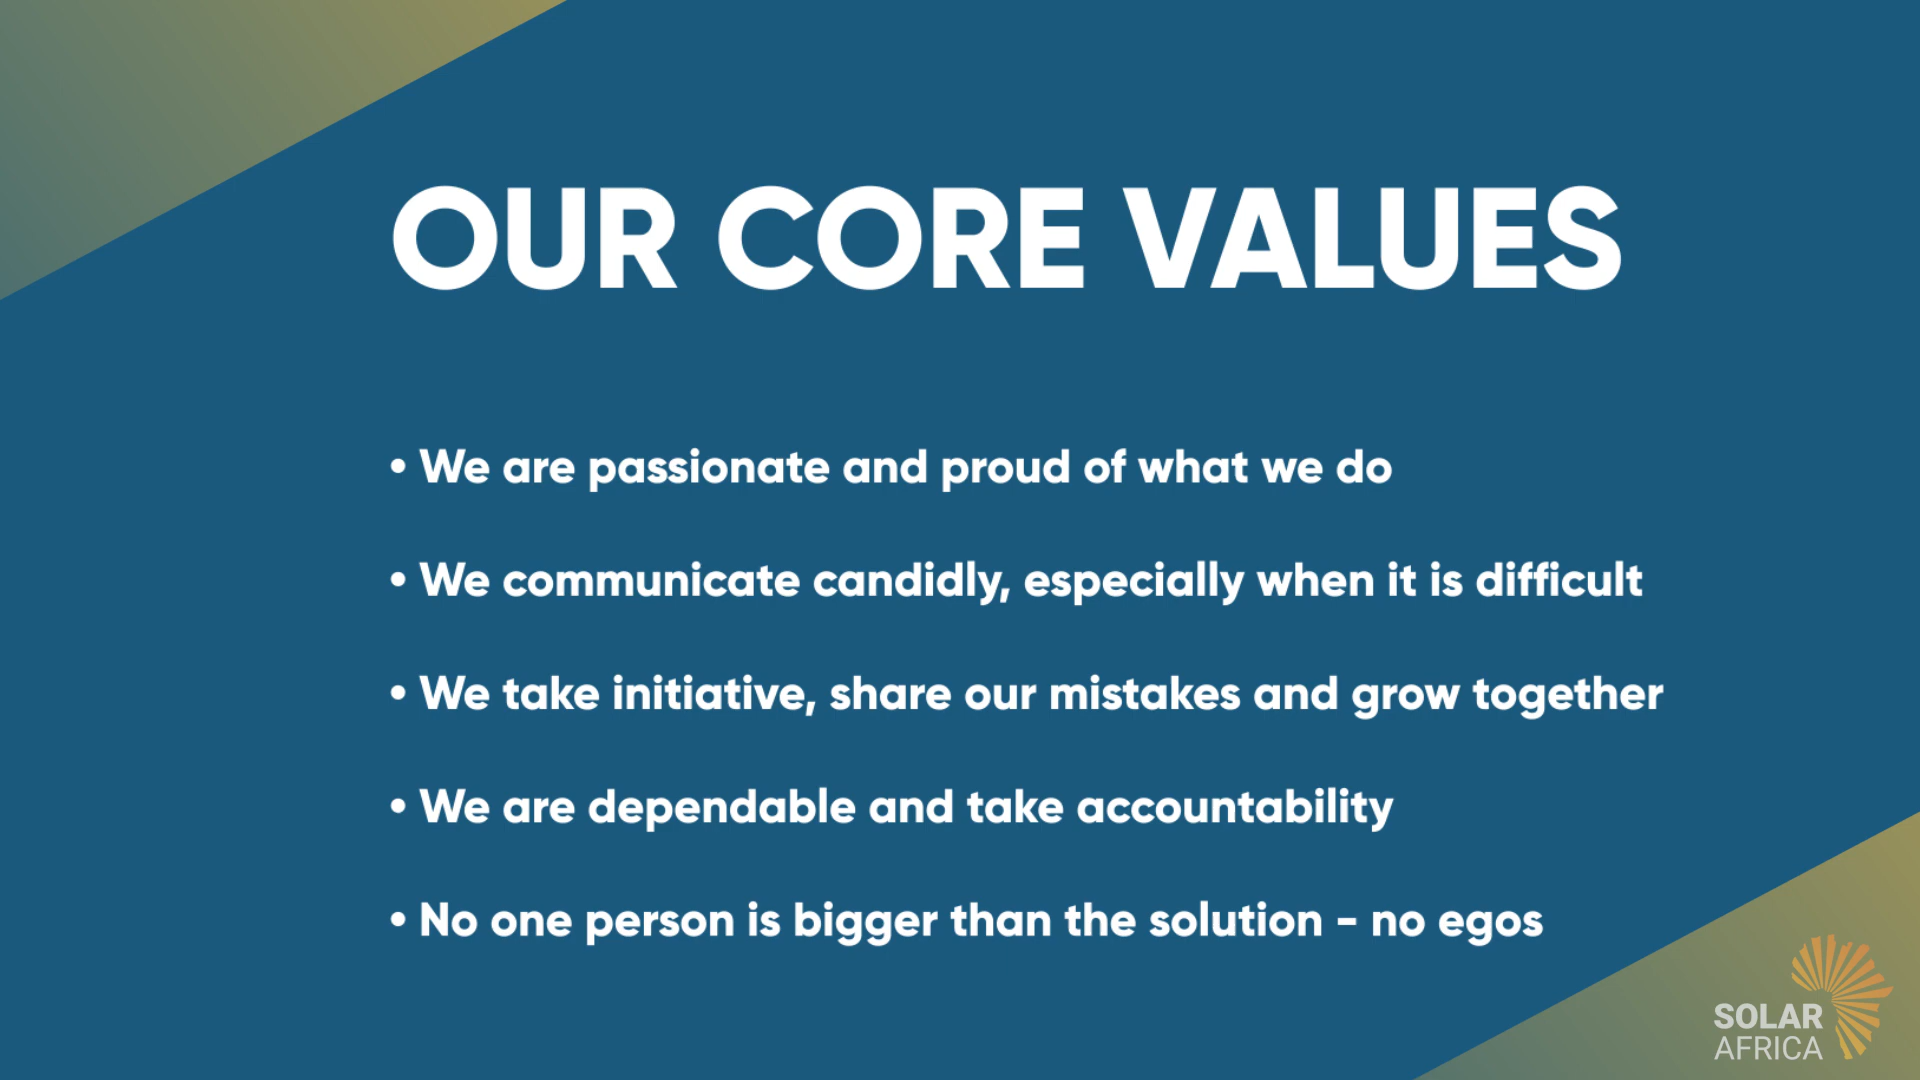 OUR CORE VALUES
• We are passionate and proud of what we do
• We communicate candidly, especially when it is difficult
• We take initiative, share our mistakes and grow together
• We are dependable and take accountability
• No one person is bigger than the solution - no egos
SOLAR
AFRICA